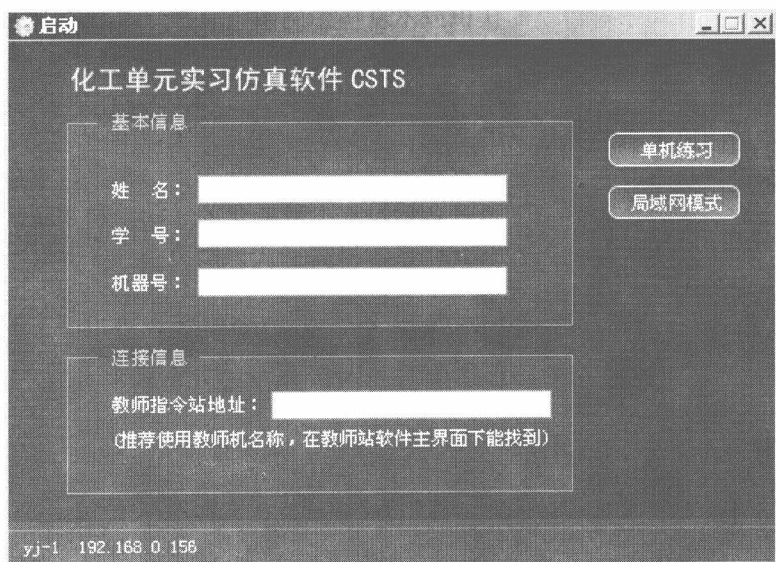 启动
化工单元实习仿真软件 CSTS
基本信息
姓 名：
学 号：
机器号：
单机练习
局域网模式
连接信息
教师指令站地址：
(推荐使用教师机名称，在教师站软件主界面下能找到)
yj-1 192.168.0.156